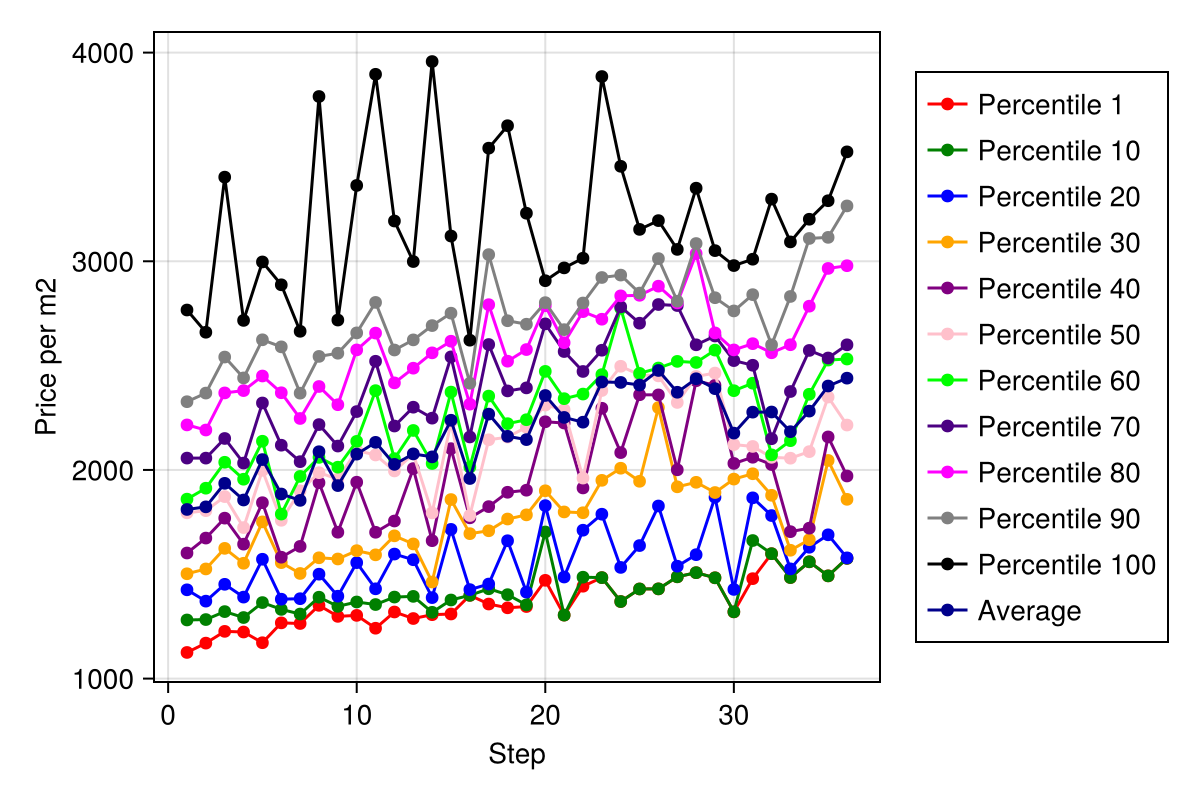 4000
3000
2000
1000
Price per m2
0
10
20
30
Step
Percentile 1
Percentile 10
Percentile 20
Percentile 30
Percentile 40
Percentile 50
Percentile 60
Percentile 70
Percentile 80
Percentile 90
Percentile 100
Average